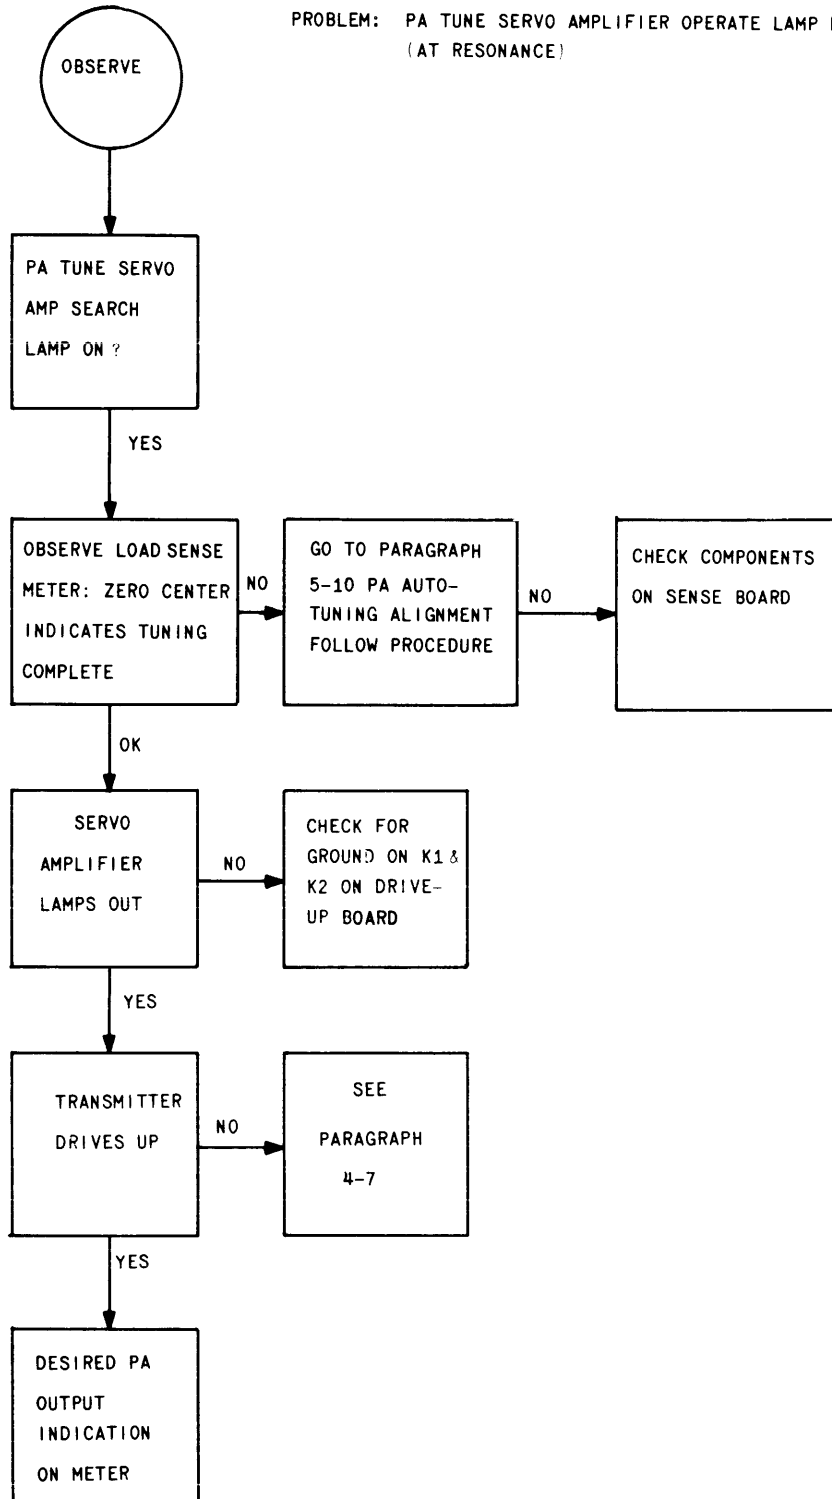 PROBLEM: PA TUNE SERVO AMPLIFIER OPERATE LAMP
(AT RESONANCE)
OBSERVE
PA TUNE SERVO
AMP SEARCH
LAMP ON ?
YES
OBSERVE LOAD SENSE
METER: ZERO CENTER
INDICATES TUNING
COMPLETE
NO
GO TO PARAGRAPH
5-10 PA AUTO-
TUNING ALIGNMENT
FOLLOW PROCEDURE
NO
CHECK COMPONENTS
ON SENSE BOARD
OK
SERVO
AMPLIFIER
LAMPS OUT
NO
CHECK FOR
GROUND ON K1 &
K2 ON DRIVE-
UP BOARD
YES
TRANSMITTER
DRIVES UP
NO
SEE
PARAGRAPH
4-7
YES
DESIRED PA
OUTPUT
INDICATION
ON METER